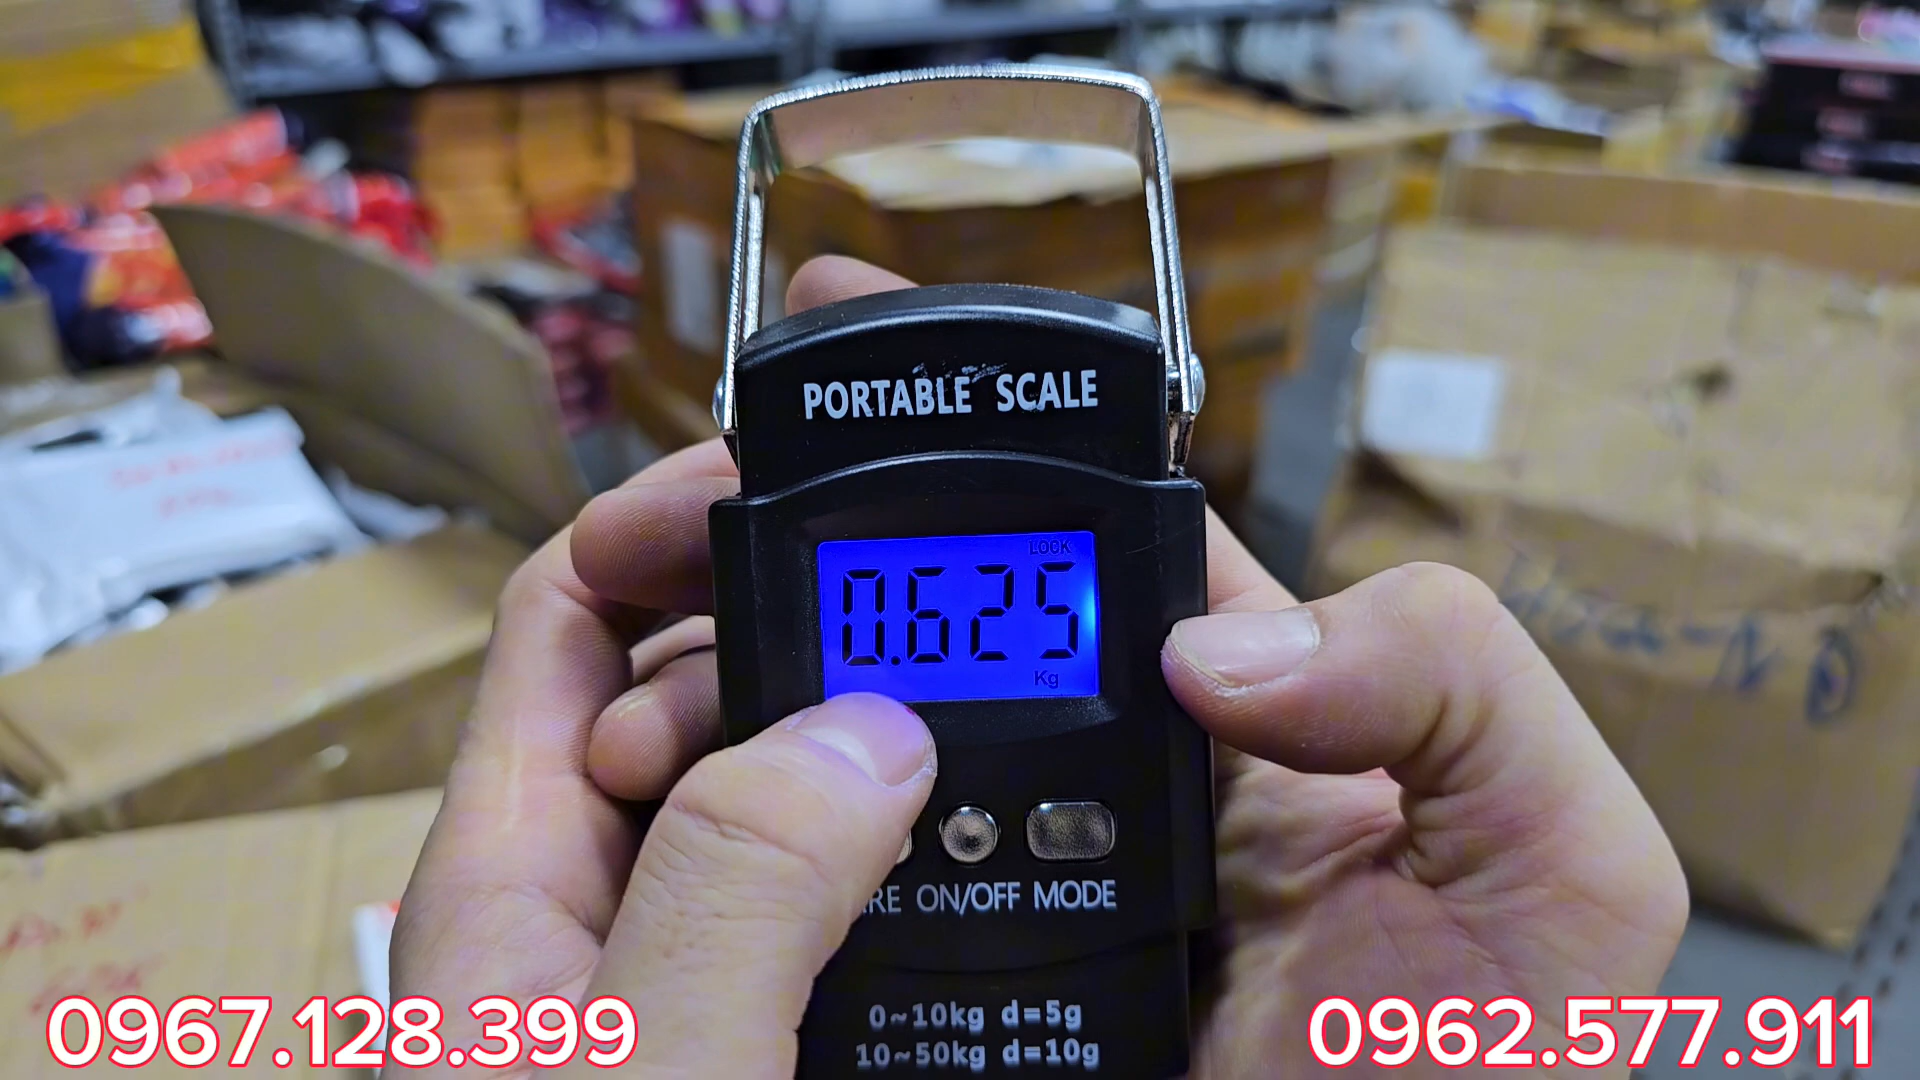 PORTABLE SCALE
LOCK
0.625
Kg
ON/OFF MODE
0~10kg d=5g
10~50kg d=10g
0967.128.399
0962.577.911